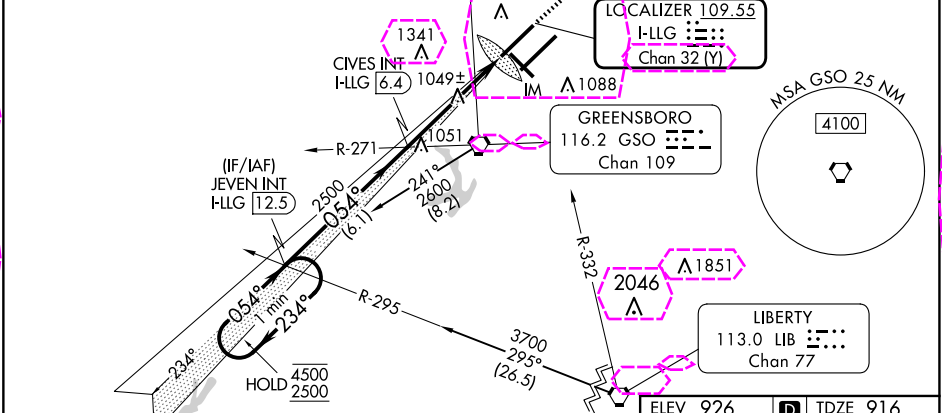 LOCALIZER 109.55
I-LLG
Chan 32 (Y)
1341
CIVES INT
I-LLG 6.4
1049±
IM
1088
MSA GSO 25 NM
4100
GREENSBORO
116.2 GSO
Chan 109
1051
R-271
(IF/IAF)
JEVEN INT
I-LLG 12.5
2500
054°
(6.1)
241°
2600
(8.2)
R-332
2046
1851
R-295
054°
1 min
234°
234°
HOLD 4500
2500
3700
295°
(26.5)
LIBERTY
113.0 LIB
Chan 77
ELEV 926
D
TDZE 916